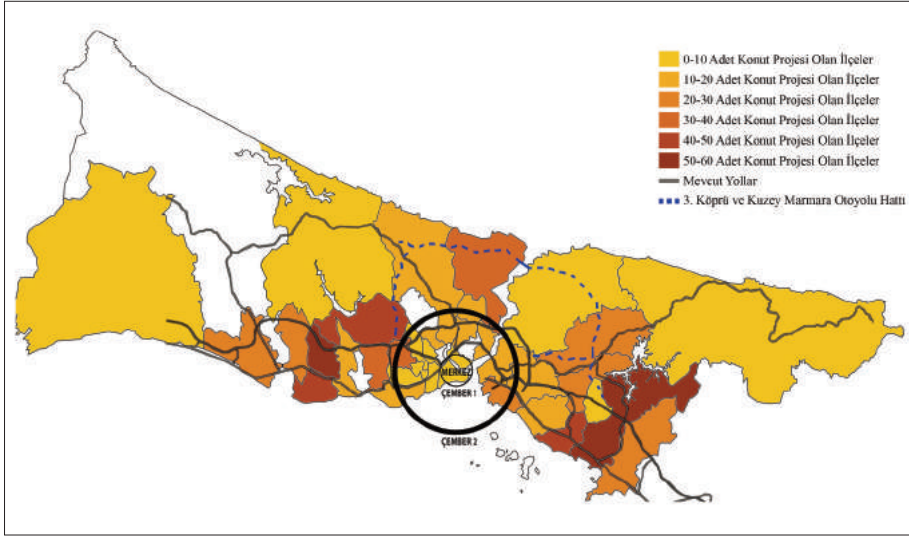 0-10 Adet Konut Projesi Olan İlçeler
10-20 Adet Konut Projesi Olan İlçeler
20-30 Adet Konut Projesi Olan İlçeler
30-40 Adet Konut Projesi Olan İlçeler
40-50 Adet Konut Projesi Olan İlçeler
50-60 Adet Konut Projesi Olan İlçeler
Mevcut Yollar
3. Köprü ve Kuzey Marmara Otoyolu Hattı
MERKEZ
ÇEMBER 1
ÇEMBER 2